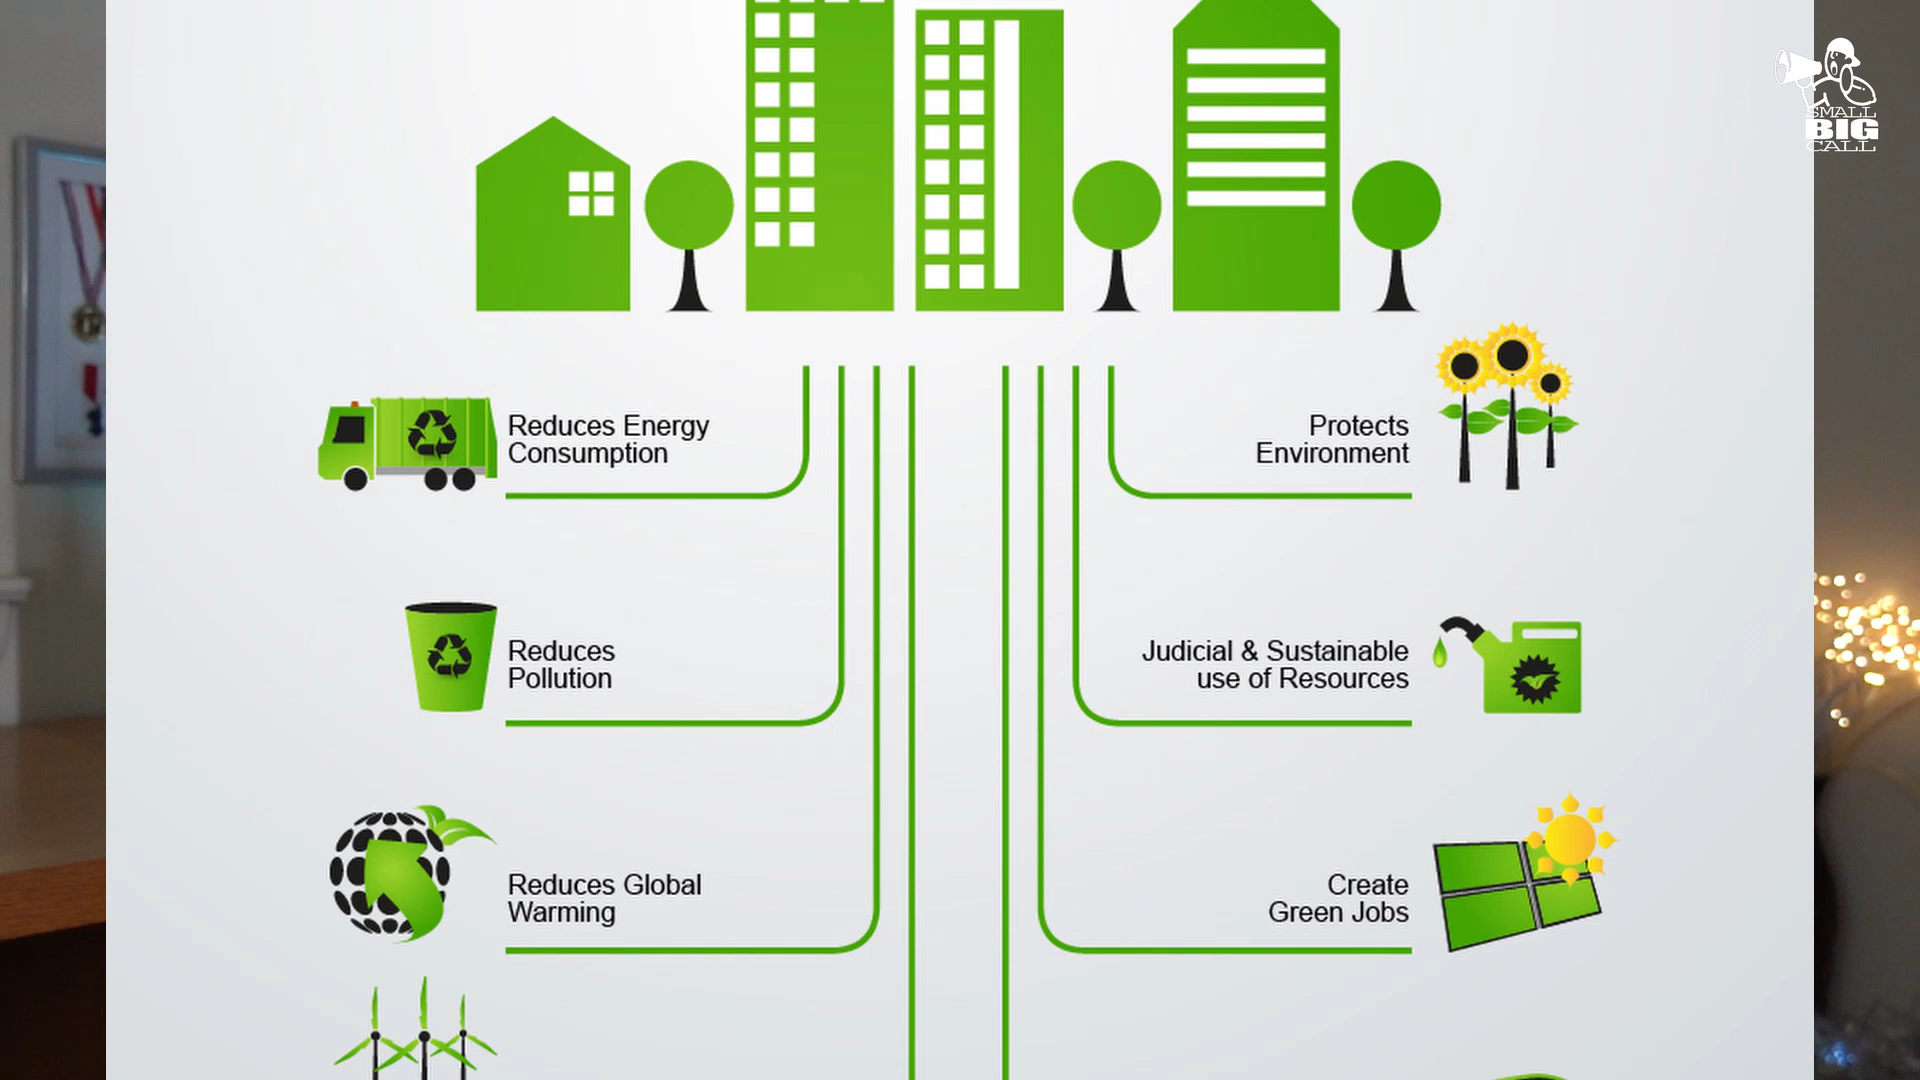 SMALL
BIG
CALL
Reduces Energy
Consumption
Protects
Environment
Reduces
Pollution
Judicial & Sustainable
use of Resources
Reduces Global
Warming
Create
Green Jobs